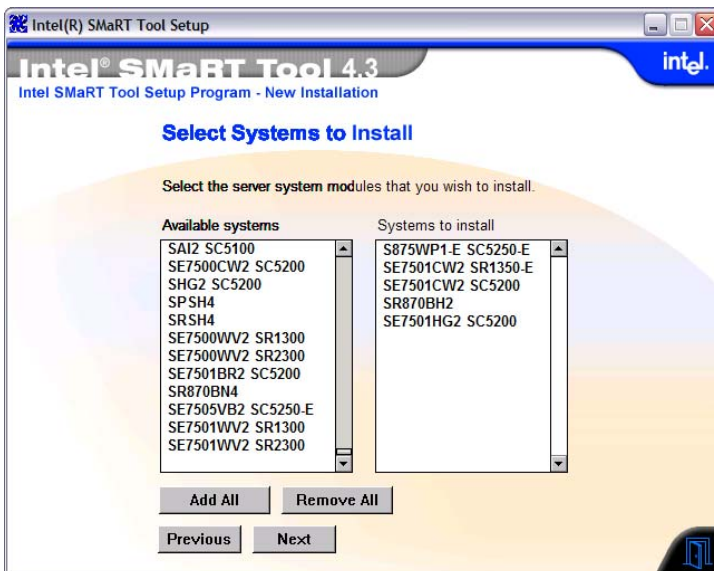 Intel(R) SMaRT Tool Setup
Intel® SMaRT Tool 4.3
intel.
Intel SMaRT Tool Setup Program - New Installation
Select Systems to Install
Select the server system modules that you wish to install.
Available systems
SAI2 SC5100
SE7500CW2 SC5200
SHG2 SC5200
SPSH4
SRSH4
SE7500WV2 SR1300
SE7500WV2 SR2300
SE7501BR2 SC5200
SR870BN4
SE7505VB2 SC5250-E
SE7501WV2 SR1300
SE7501WV2 SR2300
Systems to install
S875WP1-E SC5250-E
SE7501CW2 SR1350-E
SE7501CW2 SC5200
SR870BH2
SE7501HG2 SC5200
Add All
Remove All
Previous
Next